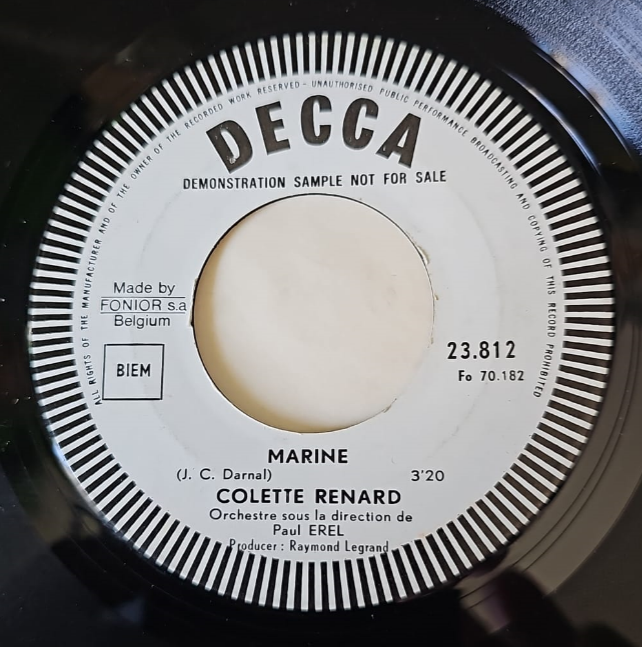 ALL RIGHTS OF THE MANUFACTURER AND OF THE OWNER OF THE RECORDED WORK RESERVED - UNAUTHORISED PUBLIC PERFORMANCE BROADCASTING AND COPYING OF THIS RECORD PROHIBITED
DECCA
DEMONSTRATION SAMPLE NOT FOR SALE
Made by
FONIOR s.a
Belgium
BIEM
23.812
Fo 70.182
MARINE
(J. C. Darnal) 3'20
COLETTE RENARD
Orchestre sous la direction de
Paul EREL
Producer : Raymond Legrand